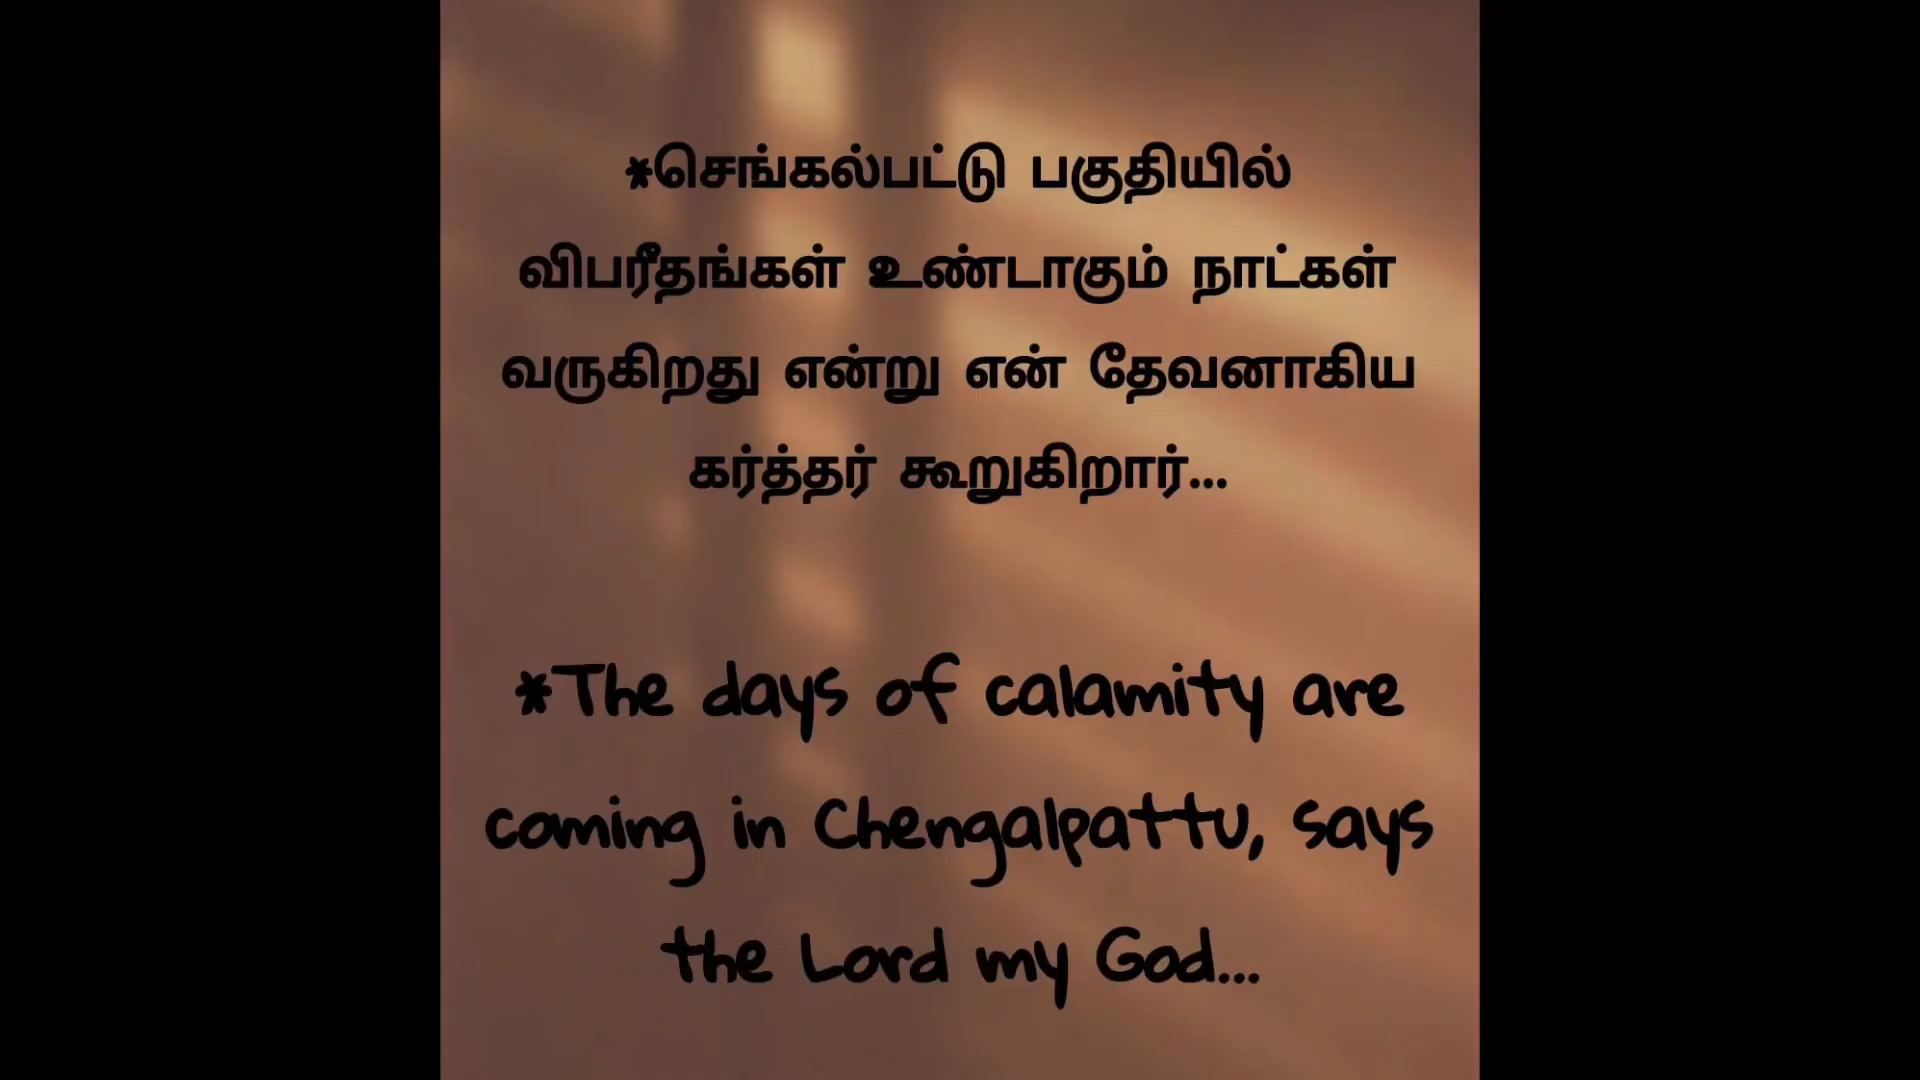 *செங்கல்பட்டு பகுதியில்
விபரீதங்கள் உண்டாகும் நாட்கள்
வருகிறது என்று என் தேவனாகிய
கர்த்தர் கூறுகிறார்...
*The days of calamity are
coming in Chengalpattu, says
the Lord my God...